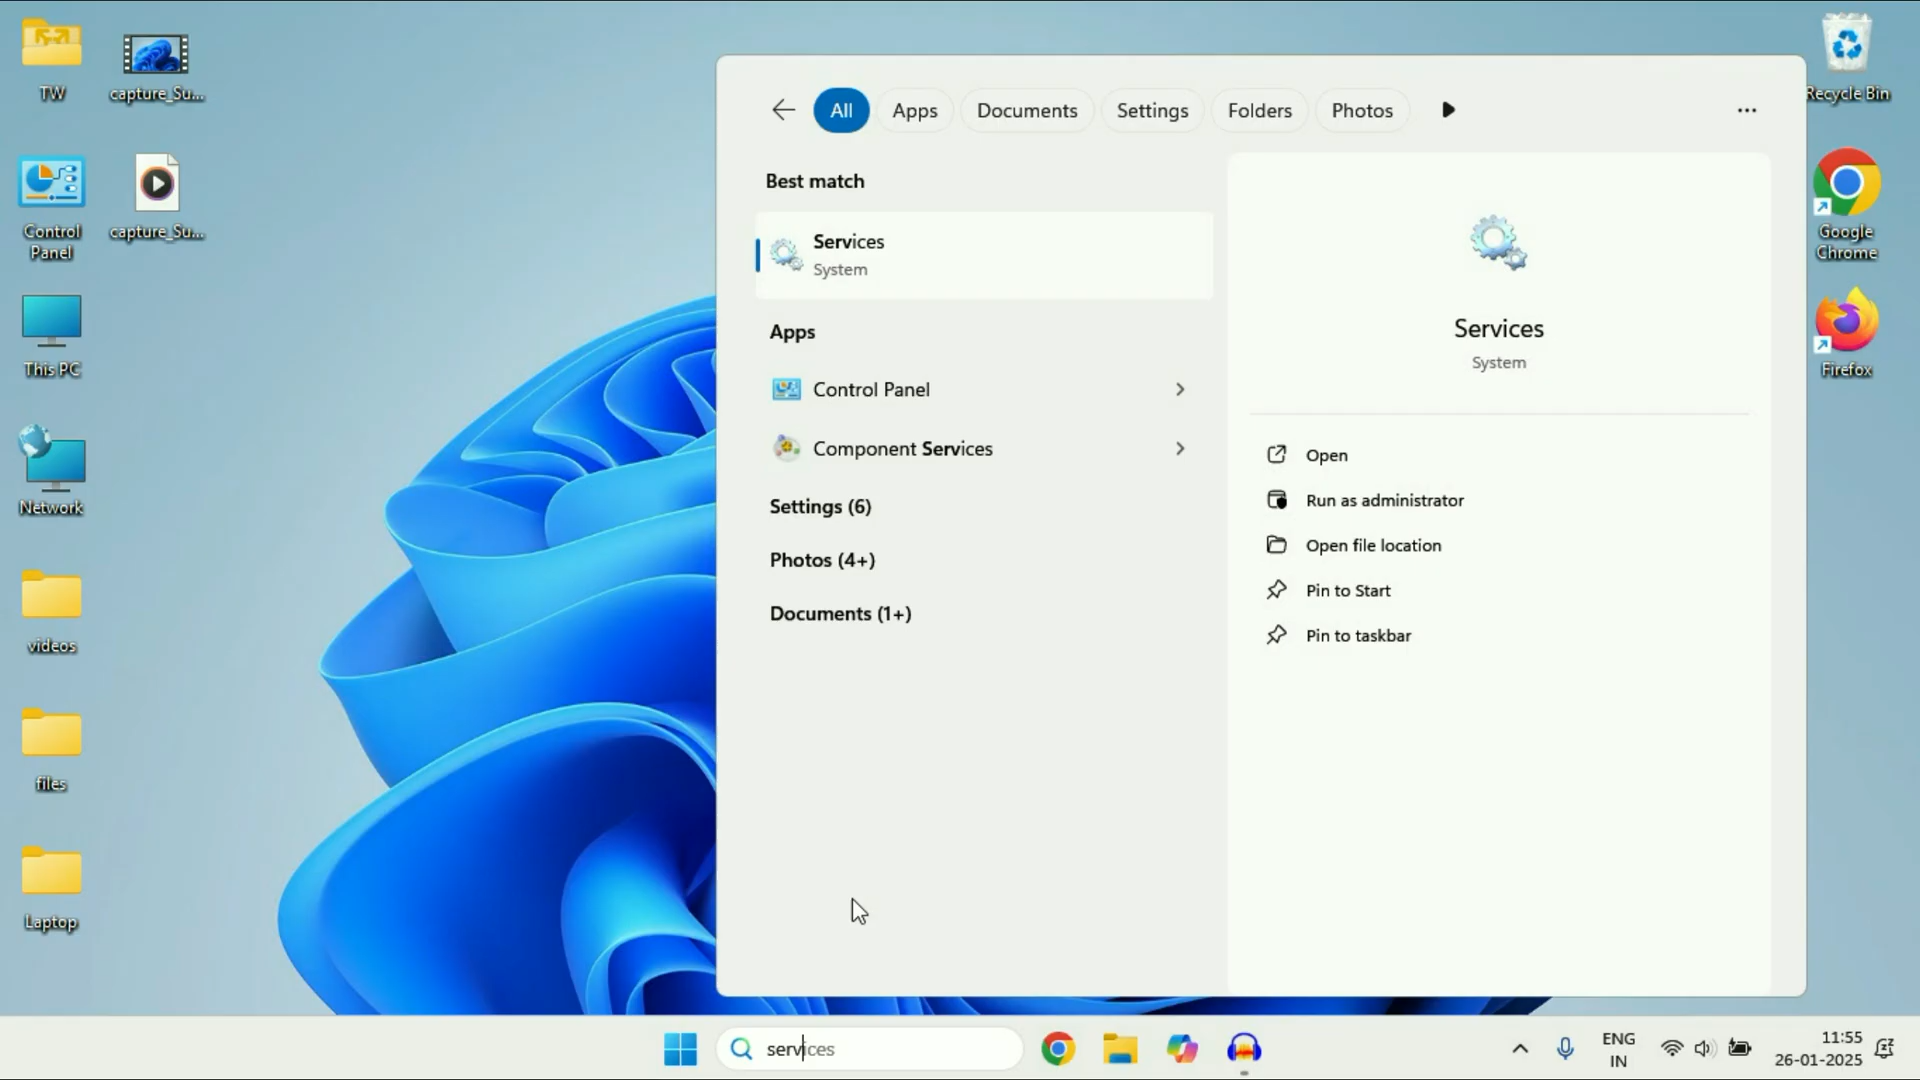 TW
capture_Su...
Control
Panel
capture_Su...
This PC
Network
videos
files
Laptop
All
Apps
Documents
Settings
Folders
Photos
Best match
Services
System
Apps
Control Panel
Component Services
Settings (6)
Photos (4+)
Documents (1+)
Services
System
Open
Run as administrator
Open file location
Pin to Start
Pin to taskbar
Recycle Bin
Google
Chrome
Firefox
services
ENG
IN
11:55
26-01-2025